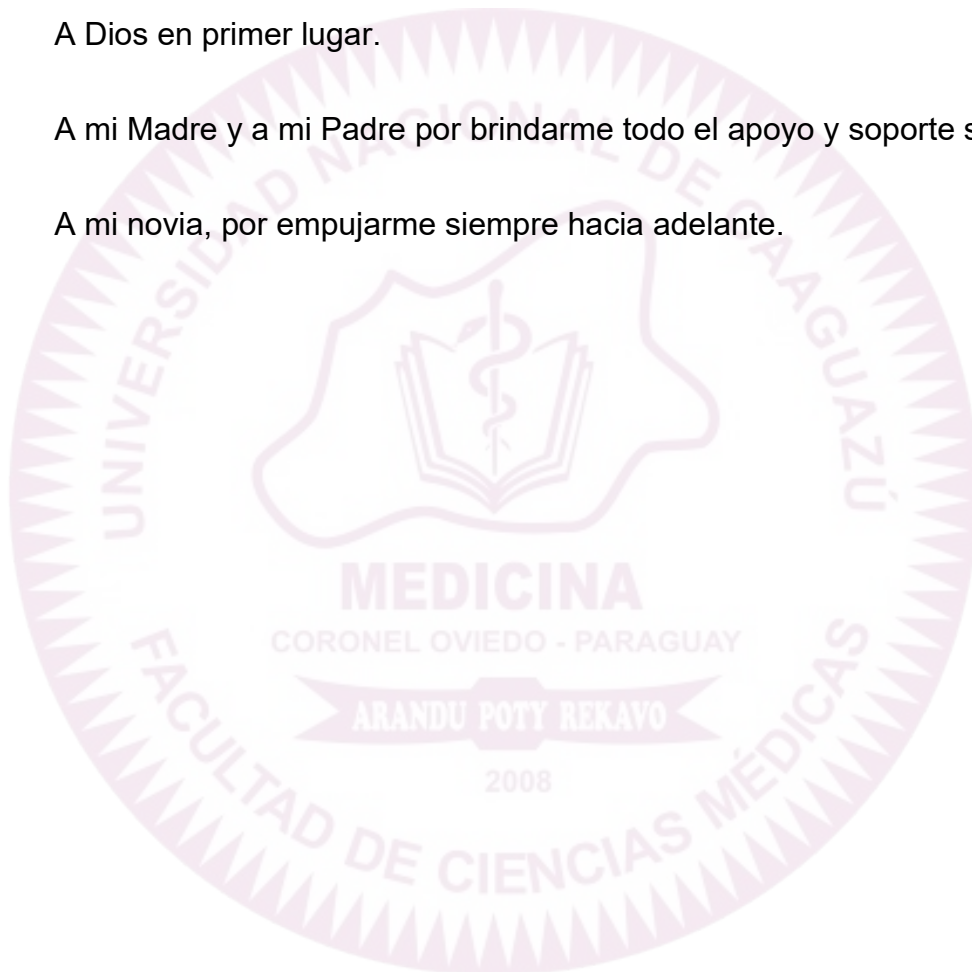 A Dios en primer lugar.
A mi Madre y a mi Padre por brindarme todo el apoyo y soporte
A mi novia, por empujarme siempre hacia adelante.
UNIVERSIDAD NACIONAL DE CAAGUAZÚ
MEDICINA
CORONEL OVIEDO - PARAGUAY
ARANDU POTY REKAVO
2008
FACULTAD DE CIENCIAS MÉDICAS